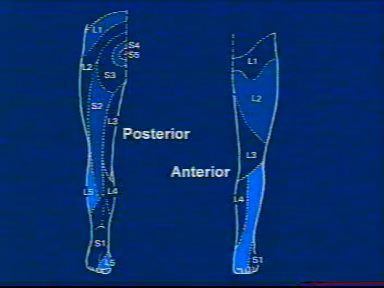 L1
S4
S5
L2
S3
S2
L3
Posterior
L5
L4
S1
L5
L1
L2
L3
Anterior
L4
S1